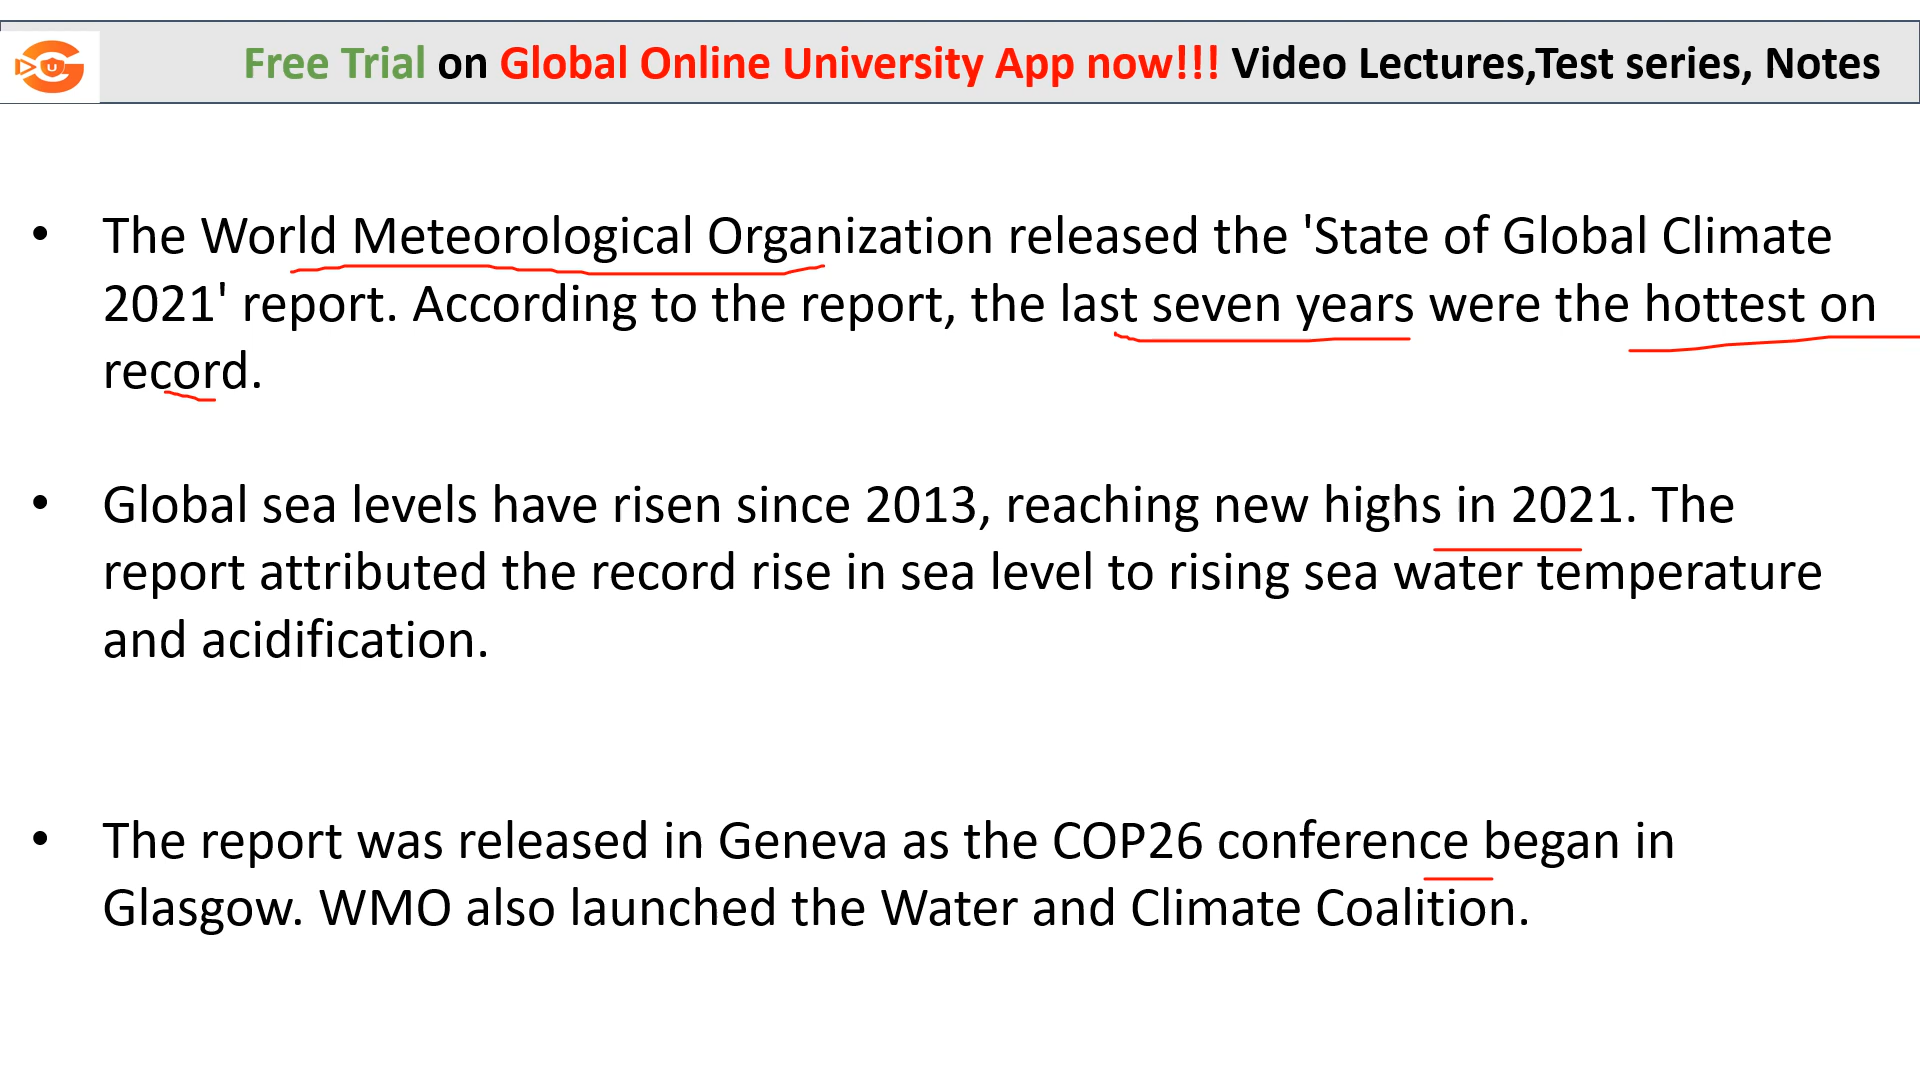 Free Trial on Global Online University App now!!! Video Lectures,Test series, Notes
U
• The World Meteorological Organization released the 'State of Global Climate
2021' report. According to the report, the last seven years were the hottest on
record.
• Global sea levels have risen since 2013, reaching new highs in 2021. The
report attributed the record rise in sea level to rising sea water temperature
and acidification.
• The report was released in Geneva as the COP26 conference began in
Glasgow. WMO also launched the Water and Climate Coalition.